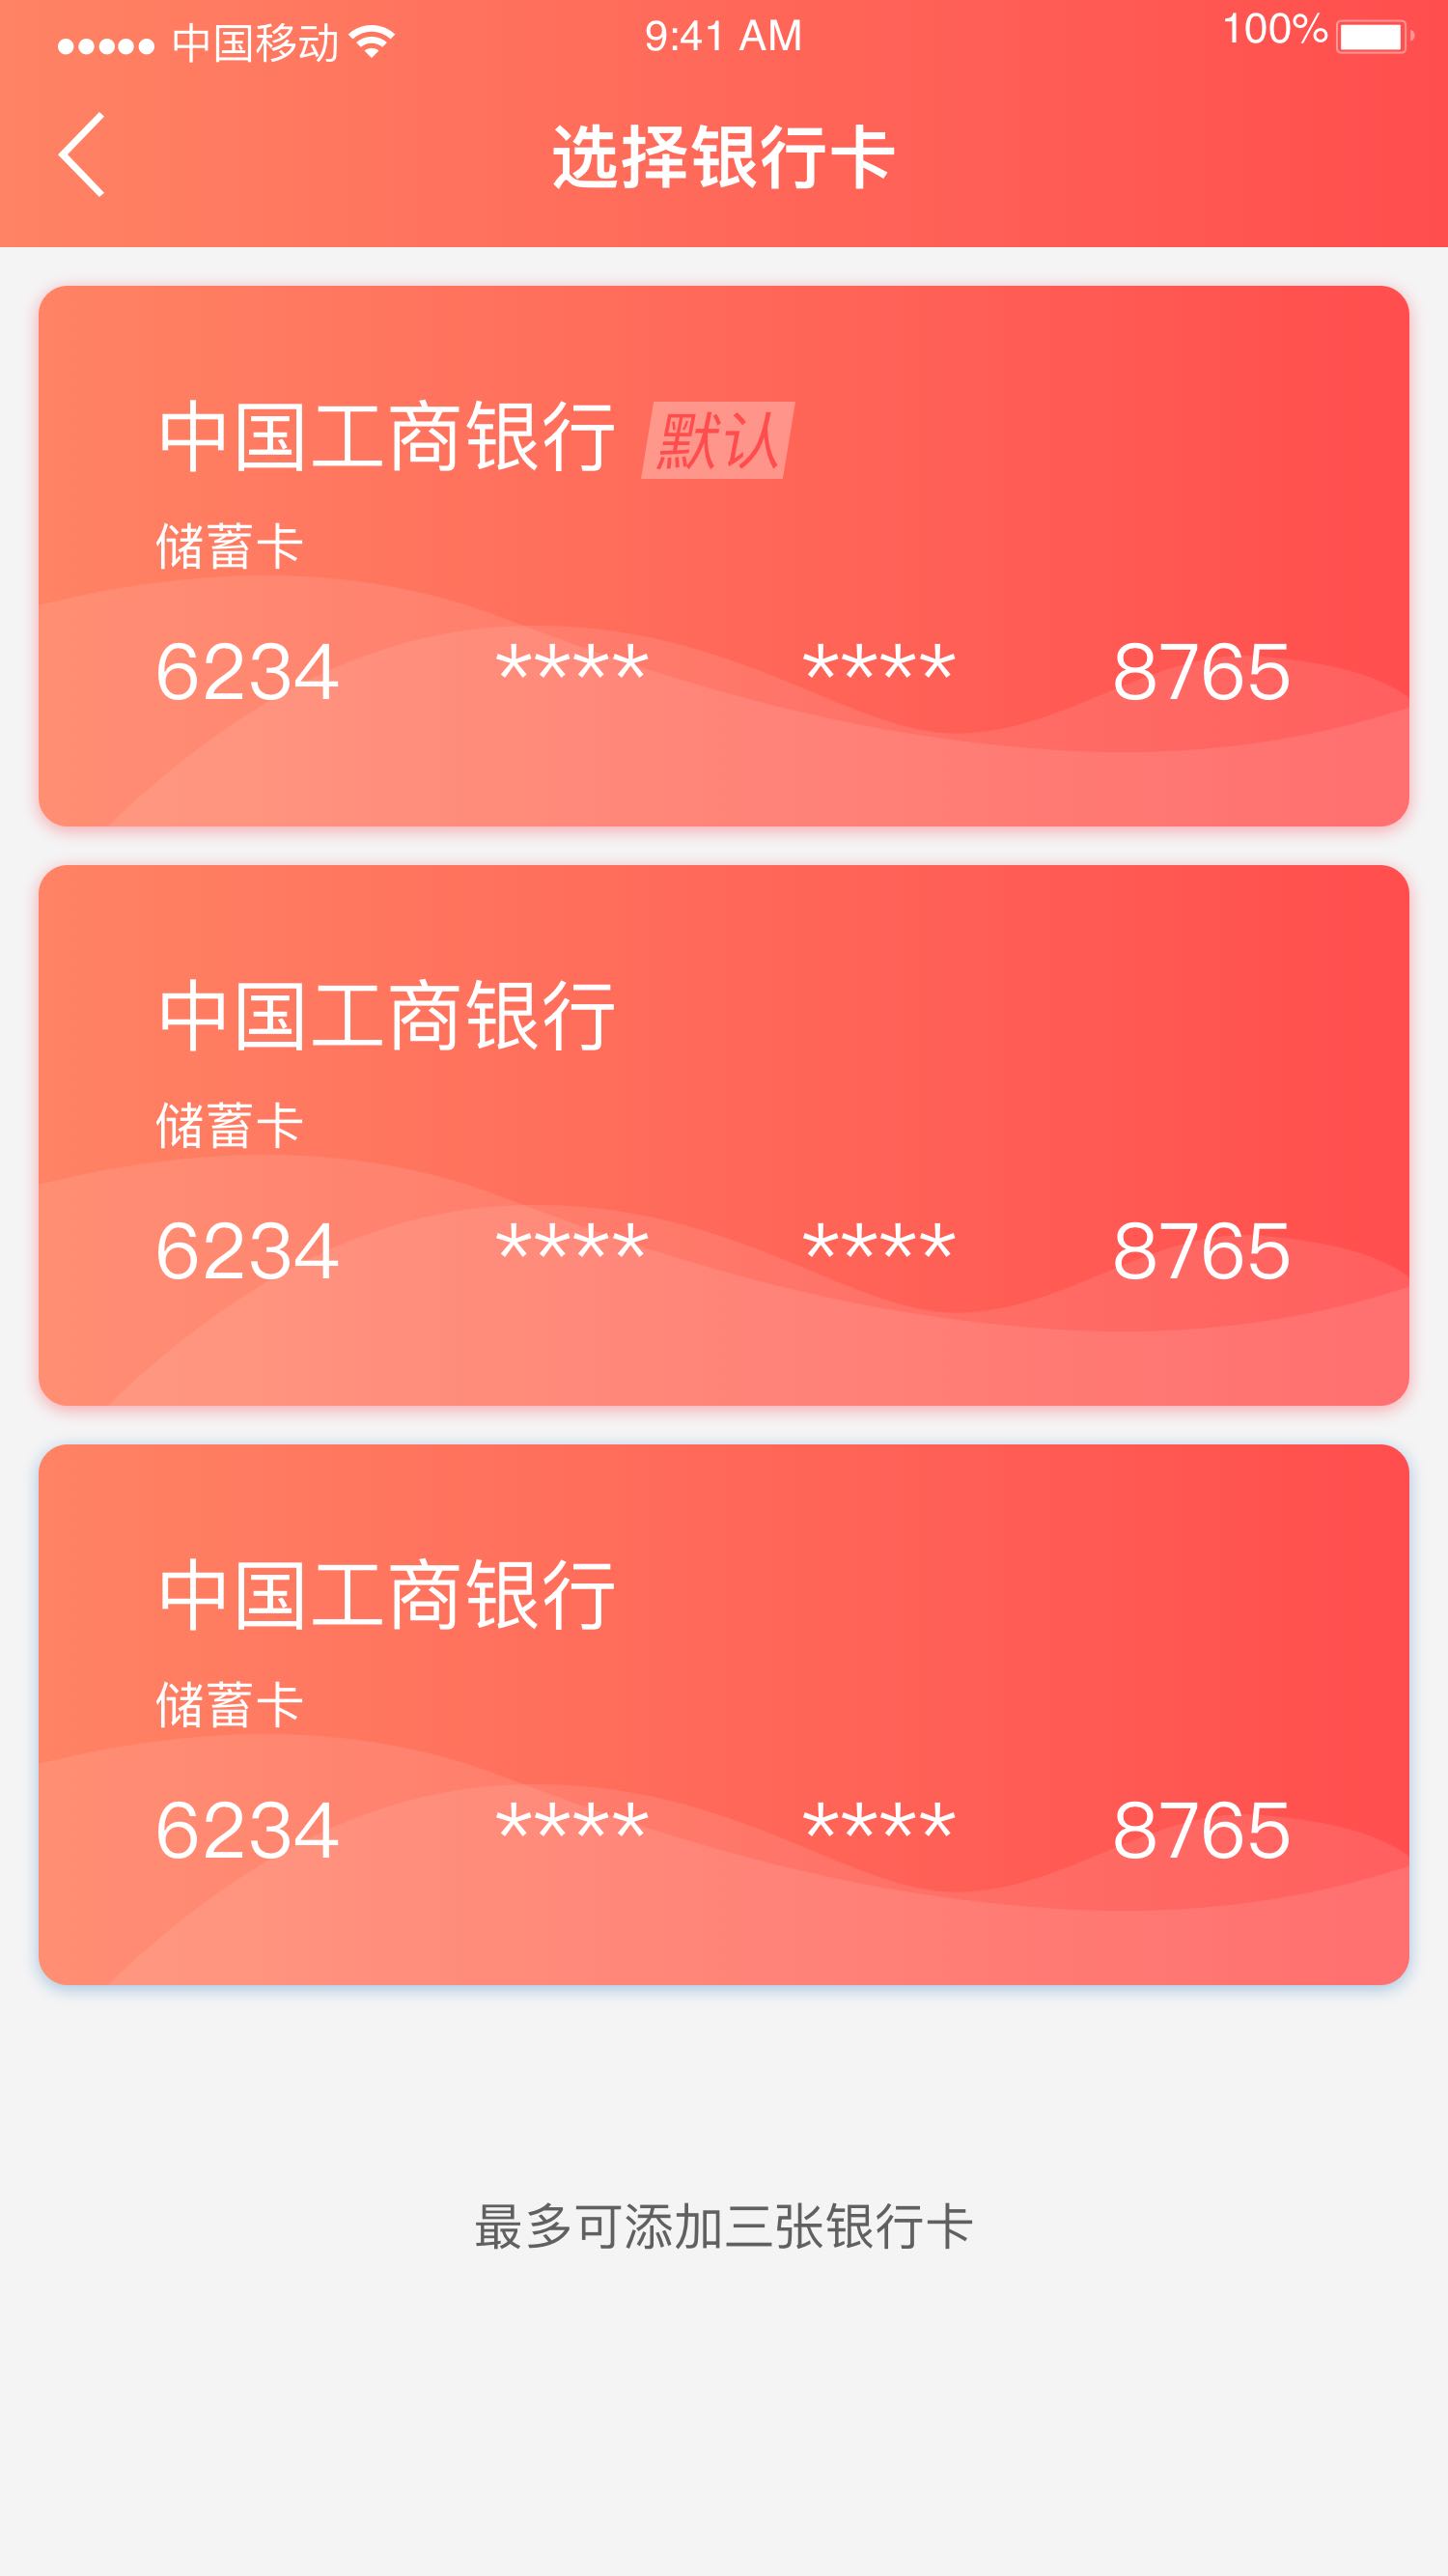 中国移动 9:41 AM 100%
选择银行卡
中国工商银行 默认
储蓄卡
6234 **** **** 8765
中国工商银行
储蓄卡
6234 **** **** 8765
中国工商银行
储蓄卡
6234 **** **** 8765
最多可添加三张银行卡